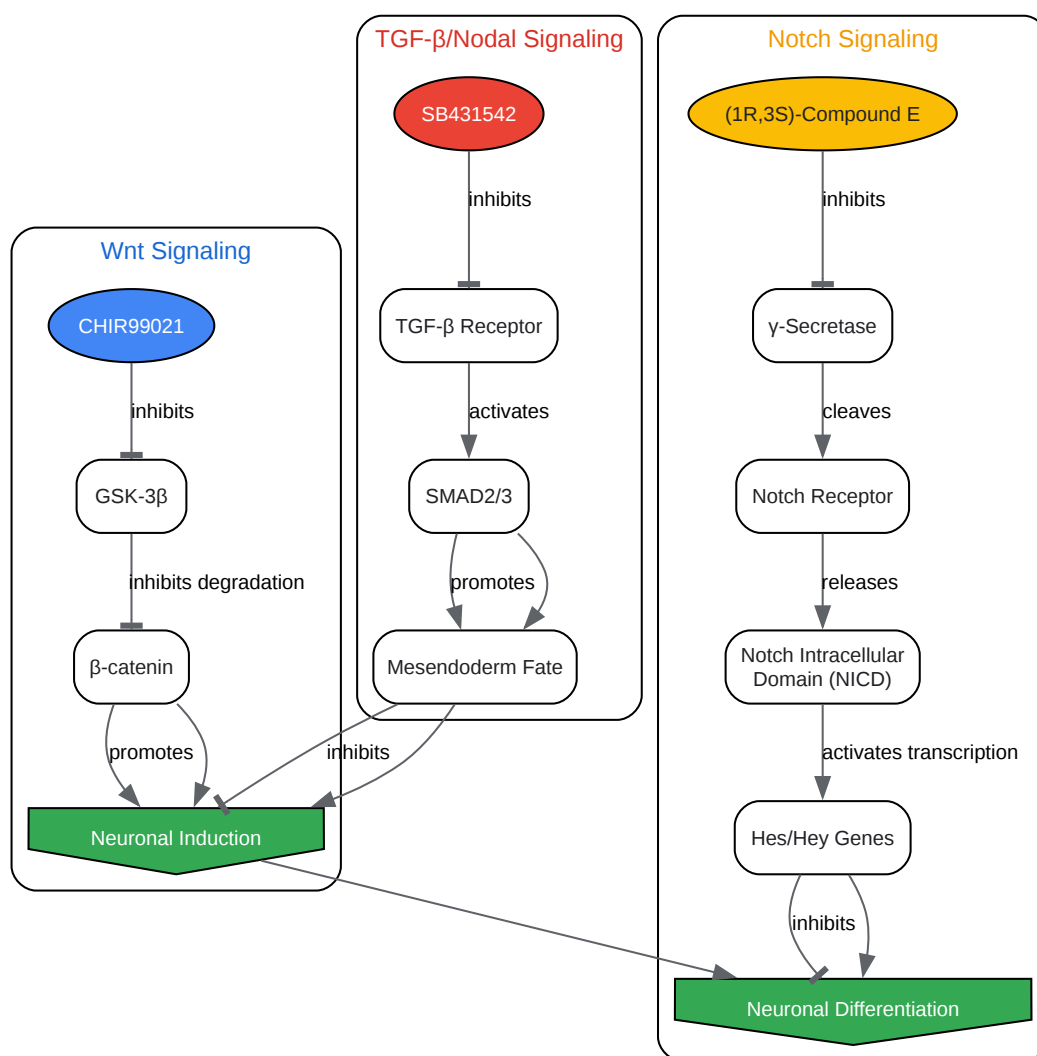 TGF-β/Nodal Signaling
Notch Signaling
SB431542
(1R,3S)-Compound E
inhibits
inhibits
Wnt Signaling
CHIR99021
TGF-β Receptor
γ-Secretase
inhibits
activates
cleaves
GSK-3β
SMAD2/3
Notch Receptor
inhibits degradation
promotes
releases
β-catenin
Mesendoderm Fate
Notch Intracellular
Domain (NICD)
promotes
inhibits
activates transcription
Neuronal Induction
Hes/Hey Genes
inhibits
Neuronal Differentiation